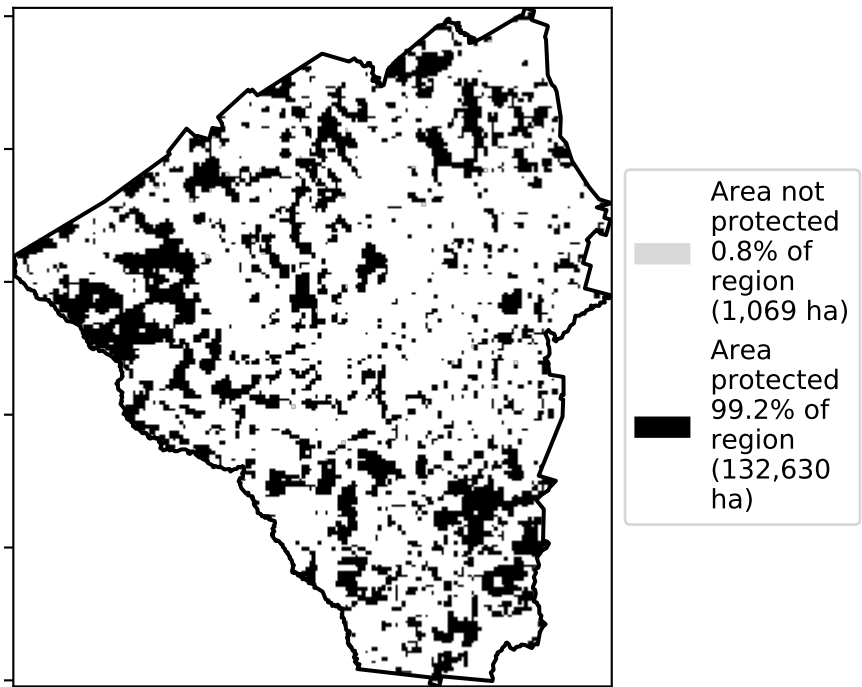 Area not
protected
0.8% of
region
(1,069 ha)
Area
protected
99.2% of
region
(132,630
ha)